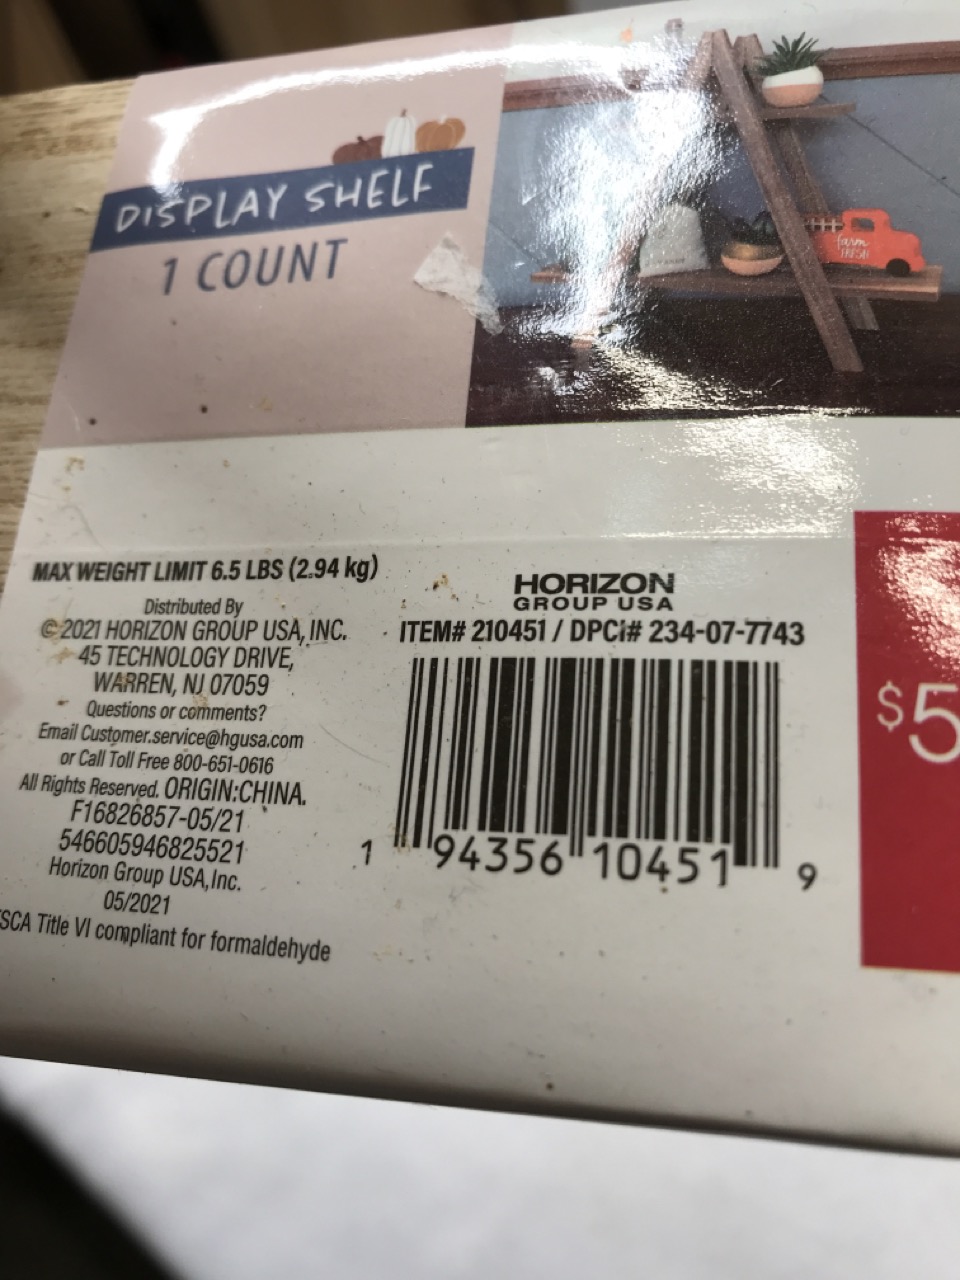 DISPLAY SHELF
1 COUNT
farm
FRESH
MAX WEIGHT LIMIT 6.5 LBS (2.94 kg)
Distributed By
© 2021 HORIZON GROUP USA, INC.
45 TECHNOLOGY DRIVE,
WARREN, NJ 07059
Questions or comments?
Email Customer.service@hgusa.com
or Call Toll Free 800-651-0616
All Rights Reserved. ORIGIN:CHINA.
F16826857-05/21
546605946825521
Horizon Group USA,Inc.
05/2021
SCA Title VI compliant for formaldehyde
HORIZON
GROUP USA
ITEM# 210451 / DPCI# 234-07-7743
1 94356 10451 9
$5